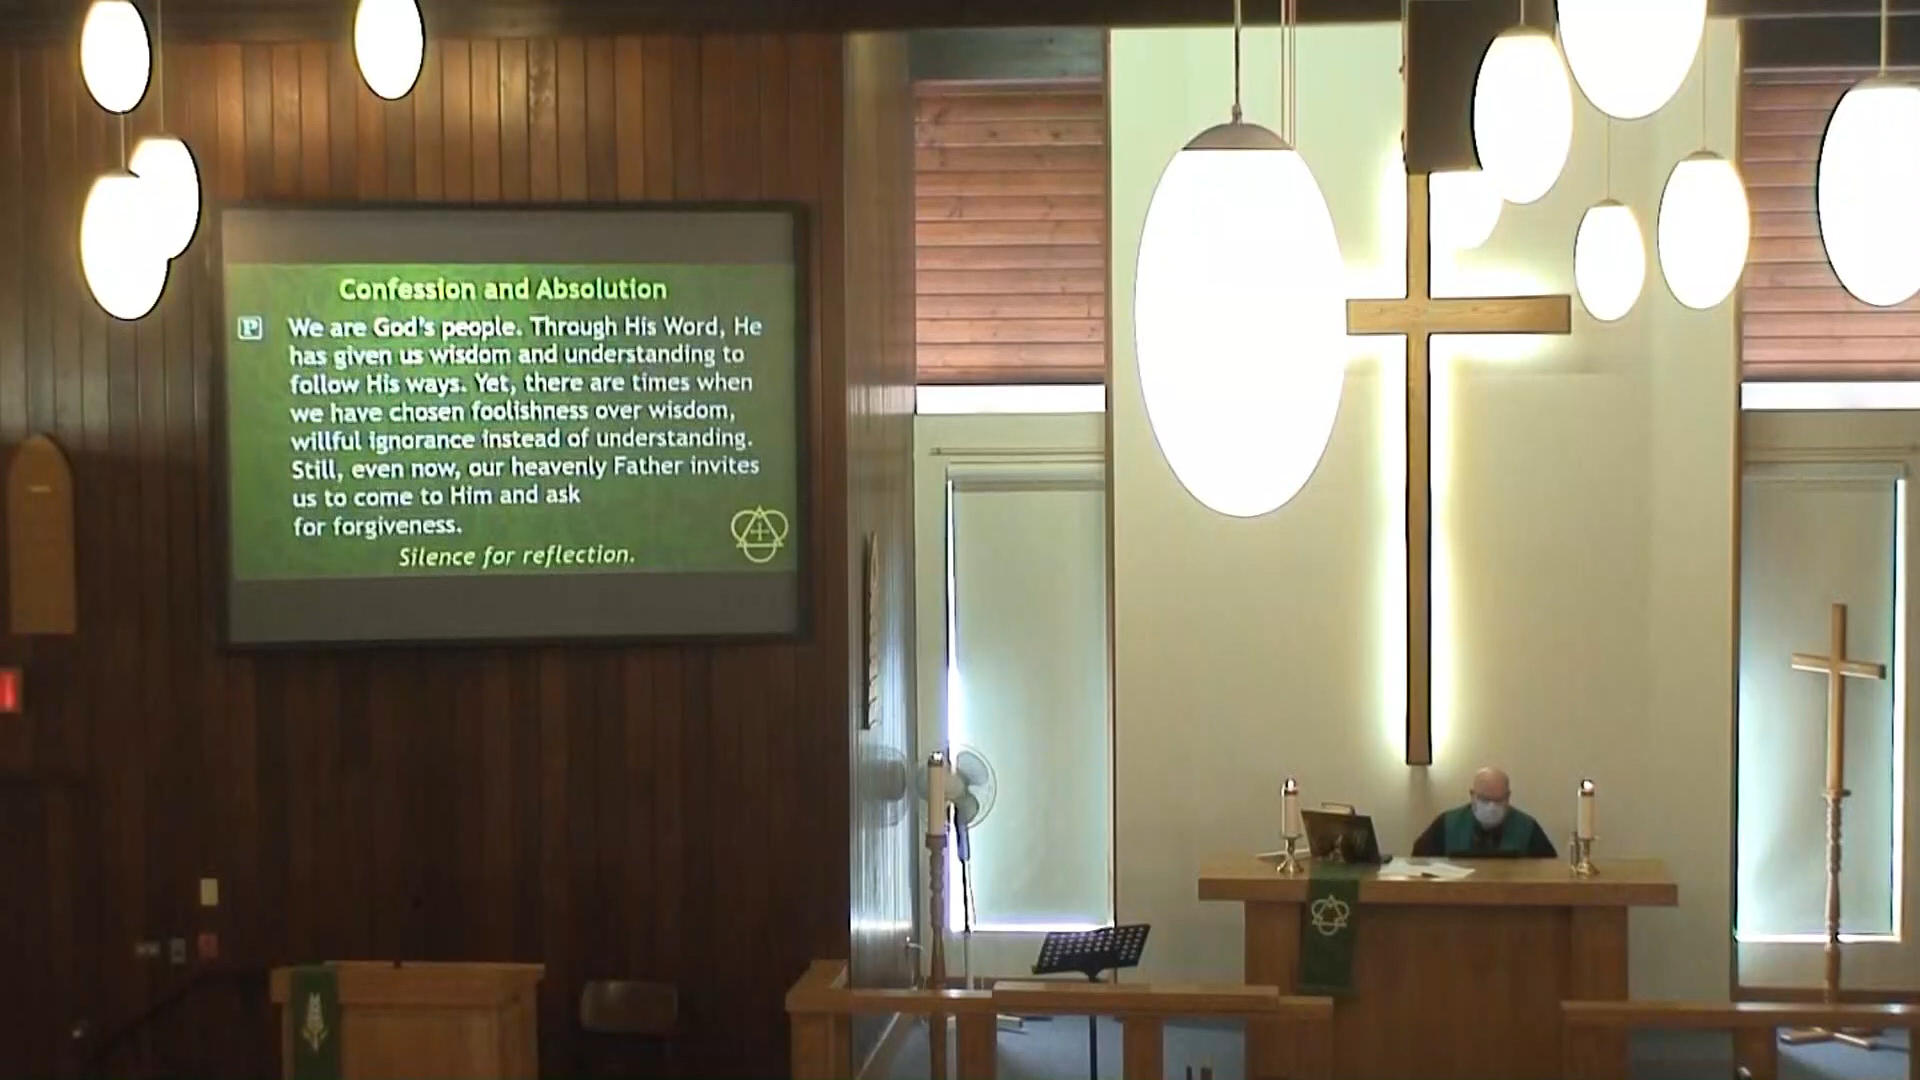 Confession and Absolution
P We are God's people. Through His Word, He
has given us wisdom and understanding to
follow His ways. Yet, there are times when
we have chosen foolishness over wisdom,
willful ignorance instead of understanding.
Still, even now, our heavenly Father invites
us to come to Him and ask
for forgiveness.
Silence for reflection.